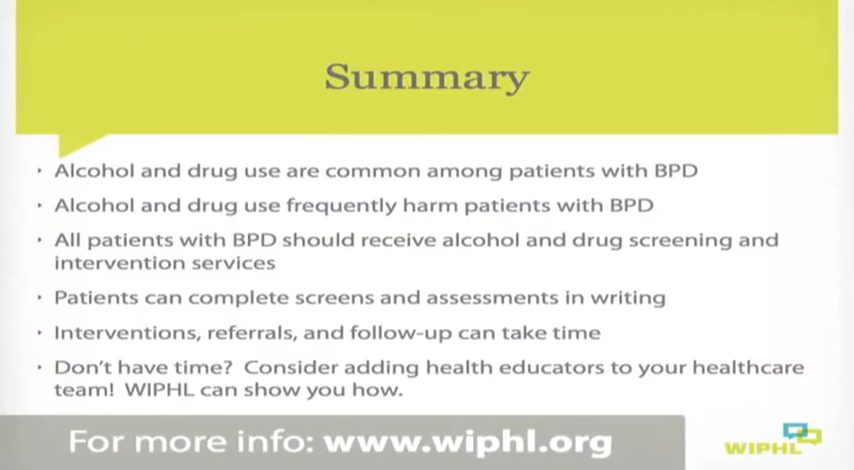 Summary
Alcohol and drug use are common among patients with BPD
Alcohol and drug use frequently harm patients with BPD
All patients with BPD should receive alcohol and drug screening and
intervention services
Patients can complete screens and assessments in writing
Interventions, referrals, and follow-up can take time
Don't have time?  Consider adding health educators to your healthcare
team!  WIPHL can show you how.
For more info: www.wiphl.org
WIPHL